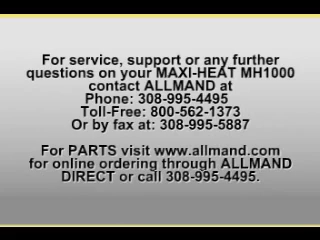 For service, support or any further
questions on your MAXI-HEAT MH1000
contact ALLMAND at
Phone: 308-995-4495
Toll-Free: 800-562-1373
Or by fax at: 308-995-5887
For PARTS visit www.allmand.com
for online ordering through ALLMAND
DIRECT or call 308-995-4495.